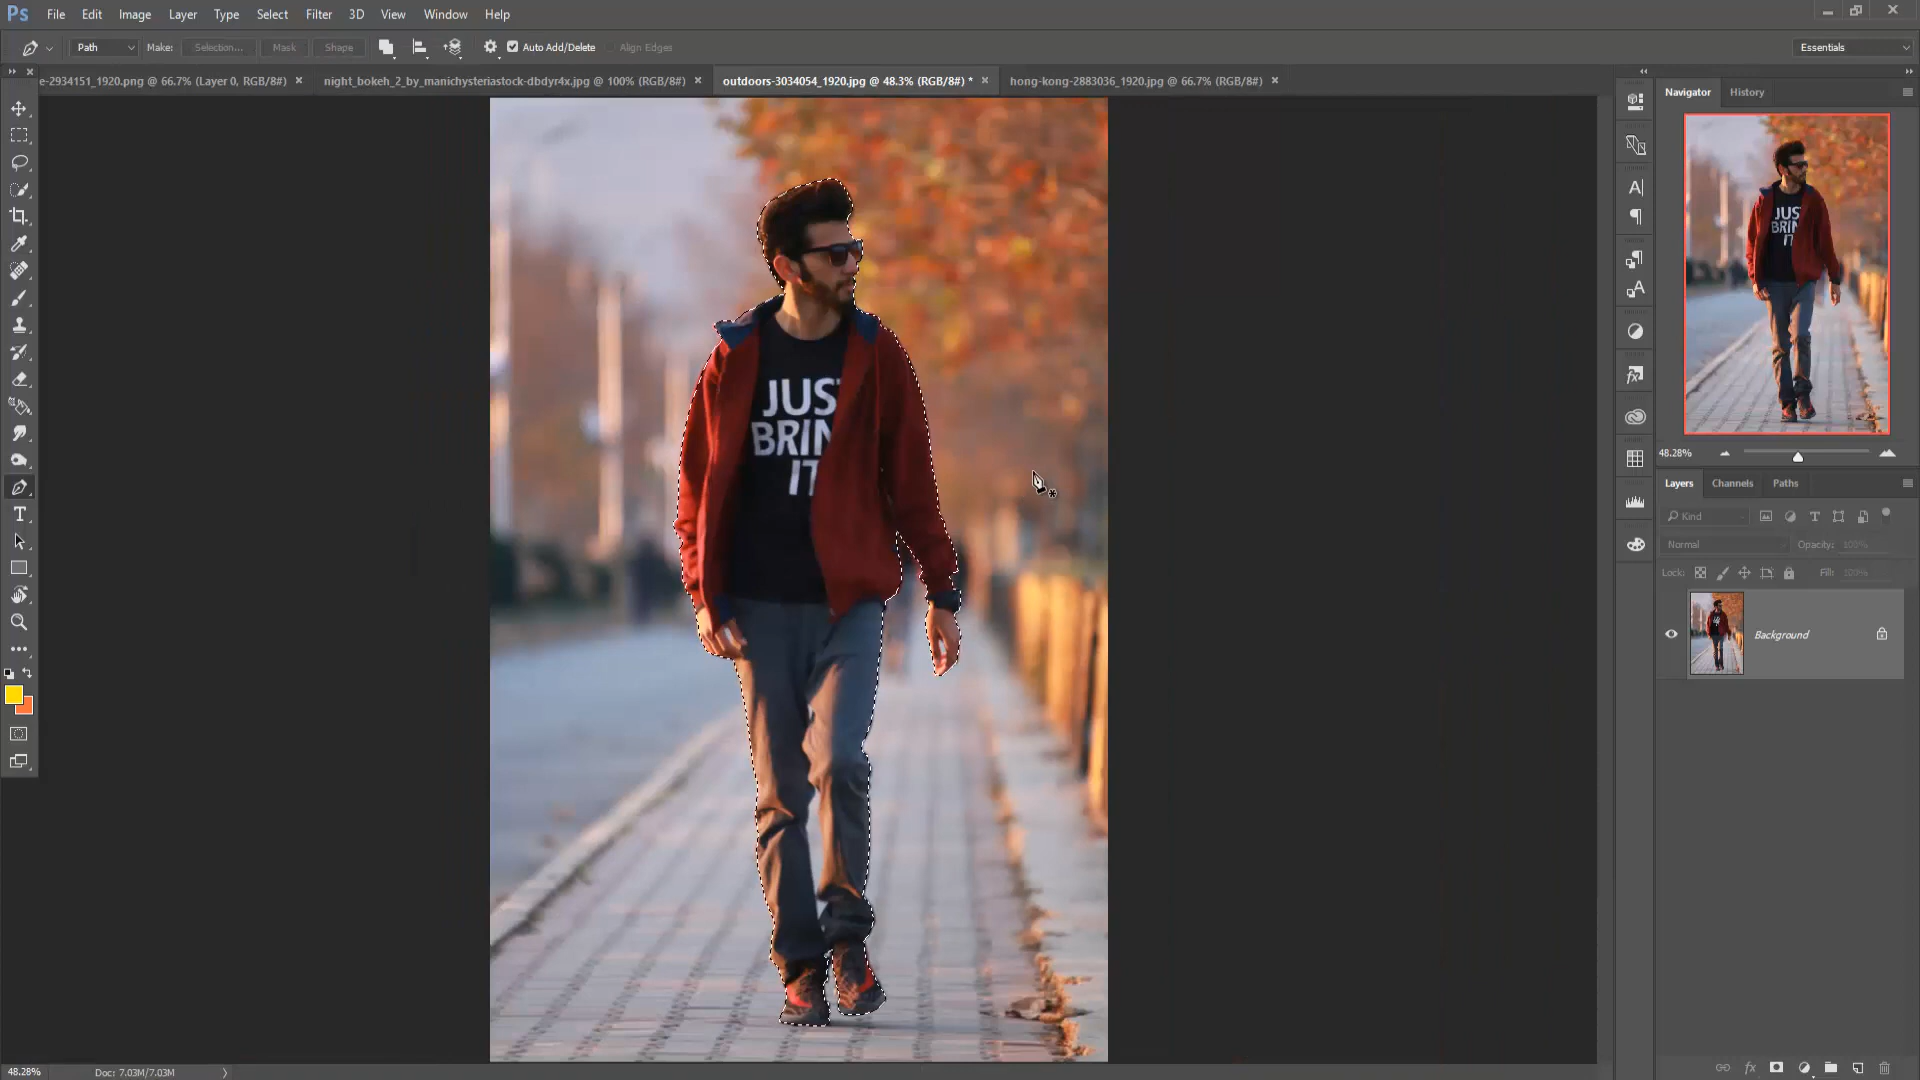 Ps File Edit Image Layer Type Select Filter 3D View Window Help
Path Make: Selection... Mask Shape Auto Add/Delete Align Edges Essentials
e-2934151_1920.png @ 66.7% (Layer 0, RGB/8#) × night_bokeh_2_by_manichysteriastock-dbdyr4x.jpg @ 100% (RGB/8#) × outdoors-3034054_1920.jpg @ 48.3% (RGB/8#) * × hong-kong-2883036_1920.jpg @ 66.7% (RGB/8#) ×
Navigator History
JUST
BRIN
IT
48.28%
Layers Channels Paths
Kind
Normal Opacity: 100%
Lock: Fill: 100%
Background
48.28% Doc: 7.03M/7.03M